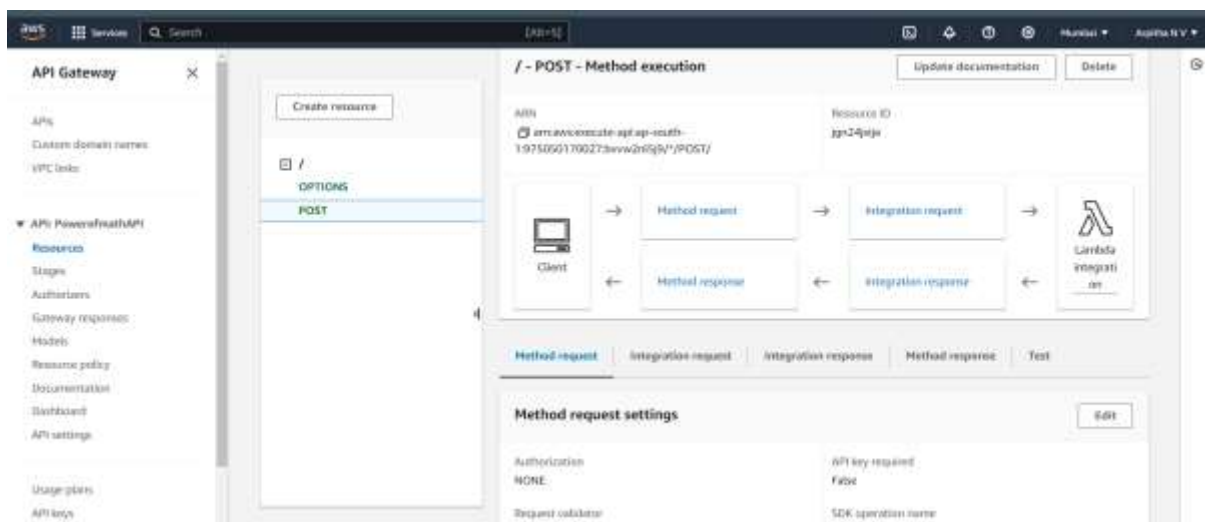 aws
Services
Search
[Alt+S]
Mumbai
API Gateway
APIs
Custom domain names
VPC links
API: PowerofmathAPI
Resources
Stages
Authorizers
Gateway responses
Models
Resource policy
Documentation
Dashboard
API settings
Usage plans
API keys
Create resource
/
OPTIONS
POST
/ - POST - Method execution
Update documentation
Delete
ARN
Resource ID
Client
Method request
Integration request
Method response
Integration response
Lambda
integrati
on
Method request
Integration request
Integration response
Method response
Test
Method request settings
Edit
Authorization
NONE
API key required
False
Request validator
SDK operation name